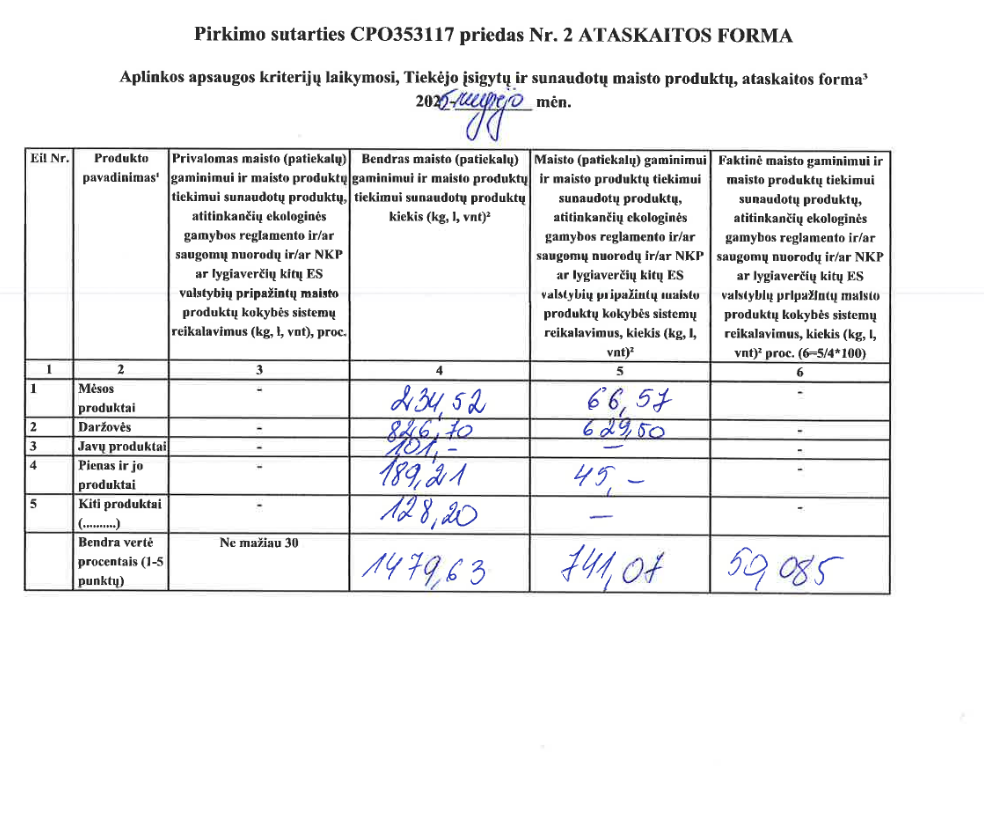 Pirkimo sutarties CPO353117 priedas Nr. 2 ATASKAITOS FORMA
Aplinkos apsaugos kriterijų laikymosi, Tiekėjo įsigytų ir sunaudotų maisto produktų, ataskaitos forma³
2025- rugsėjo mėn.
Eil Nr.
Produkto
pavadinimas¹
Privalomas maisto (patiekalų)
gaminimui ir maisto produktų
tiekimui sunaudotų produktų,
atitinkančių ekologinės
gamybos reglamento ir/ar
saugomų nuorodų ir/ar NKP
ar lygiaverčių kitų ES
valstybių pripažintų maisto
produktų kokybės sistemų
reikalavimus (kg, l, vnt), proc.
Bendras maisto (patiekalų)
gaminimui ir maisto produktų
tiekimui sunaudotų produktų
kiekis (kg, l, vnt)²
Maisto (patiekalų) gaminimui
ir maisto produktų tiekimui
sunaudotų produktų,
atitinkančių ekologinės
gamybos reglamento ir/ar
saugomų nuorodų ir/ar NKP
ar lygiaverčių kitų ES
valstybių pripažintų maisto
produktų kokybės sistemų
reikalavimus, kiekis (kg, l,
vnt)²
Faktinė maisto gaminimui ir
maisto produktų tiekimui
sunaudotų produktų,
atitinkančių ekologinės
gamybos reglamento ir/ar
saugomų nuorodų ir/ar NKP
ar lygiaverčių kitų ES
valstybių pripažintų maisto
produktų kokybės sistemų
reikalavimus, kiekis (kg, l,
vnt)² proc. (6=5/4*100)
1 2 3 4 5 6
1 Mėsos
produktai - 234,52 66,57 -
2 Daržovės - 826,70 629,50 -
3 Javų produktai - 101,- — -
4 Pienas ir jo
produktai - 189,21 45,- -
5 Kiti produktai
(..........) - 128,20 — -
Bendra vertė
procentais (1-5
punktų) Ne mažiau 30 1479,63 741,07 50,085